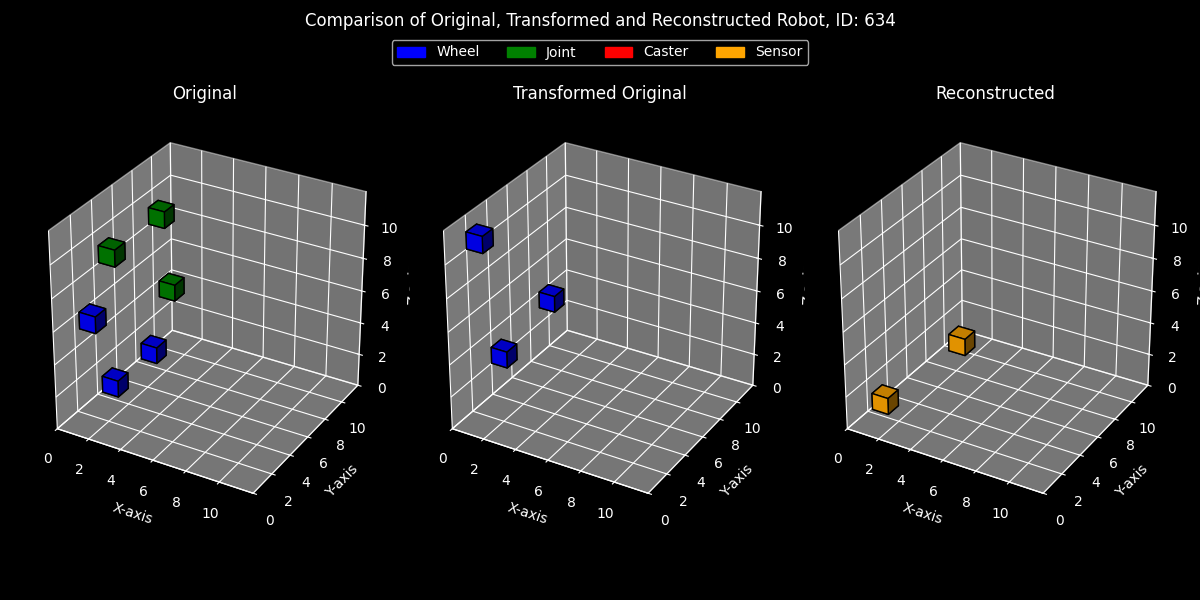 Comparison of Original, Transformed and Reconstructed Robot, ID: 634
Wheel Joint Caster Sensor
Original Transformed Original Reconstructed
10 10 10
8 8 8
6 6 6
4 4 4
2 2 2
0 0 0
10 10 10
8 8 8
6 6 6
4 4 4
2 2 2
0 0 0
0 2 4 6 8 10 0 2 4 6 8 10 0 2 4 6 8 10
X-axis Y-axis X-axis Y-axis X-axis Y-axis